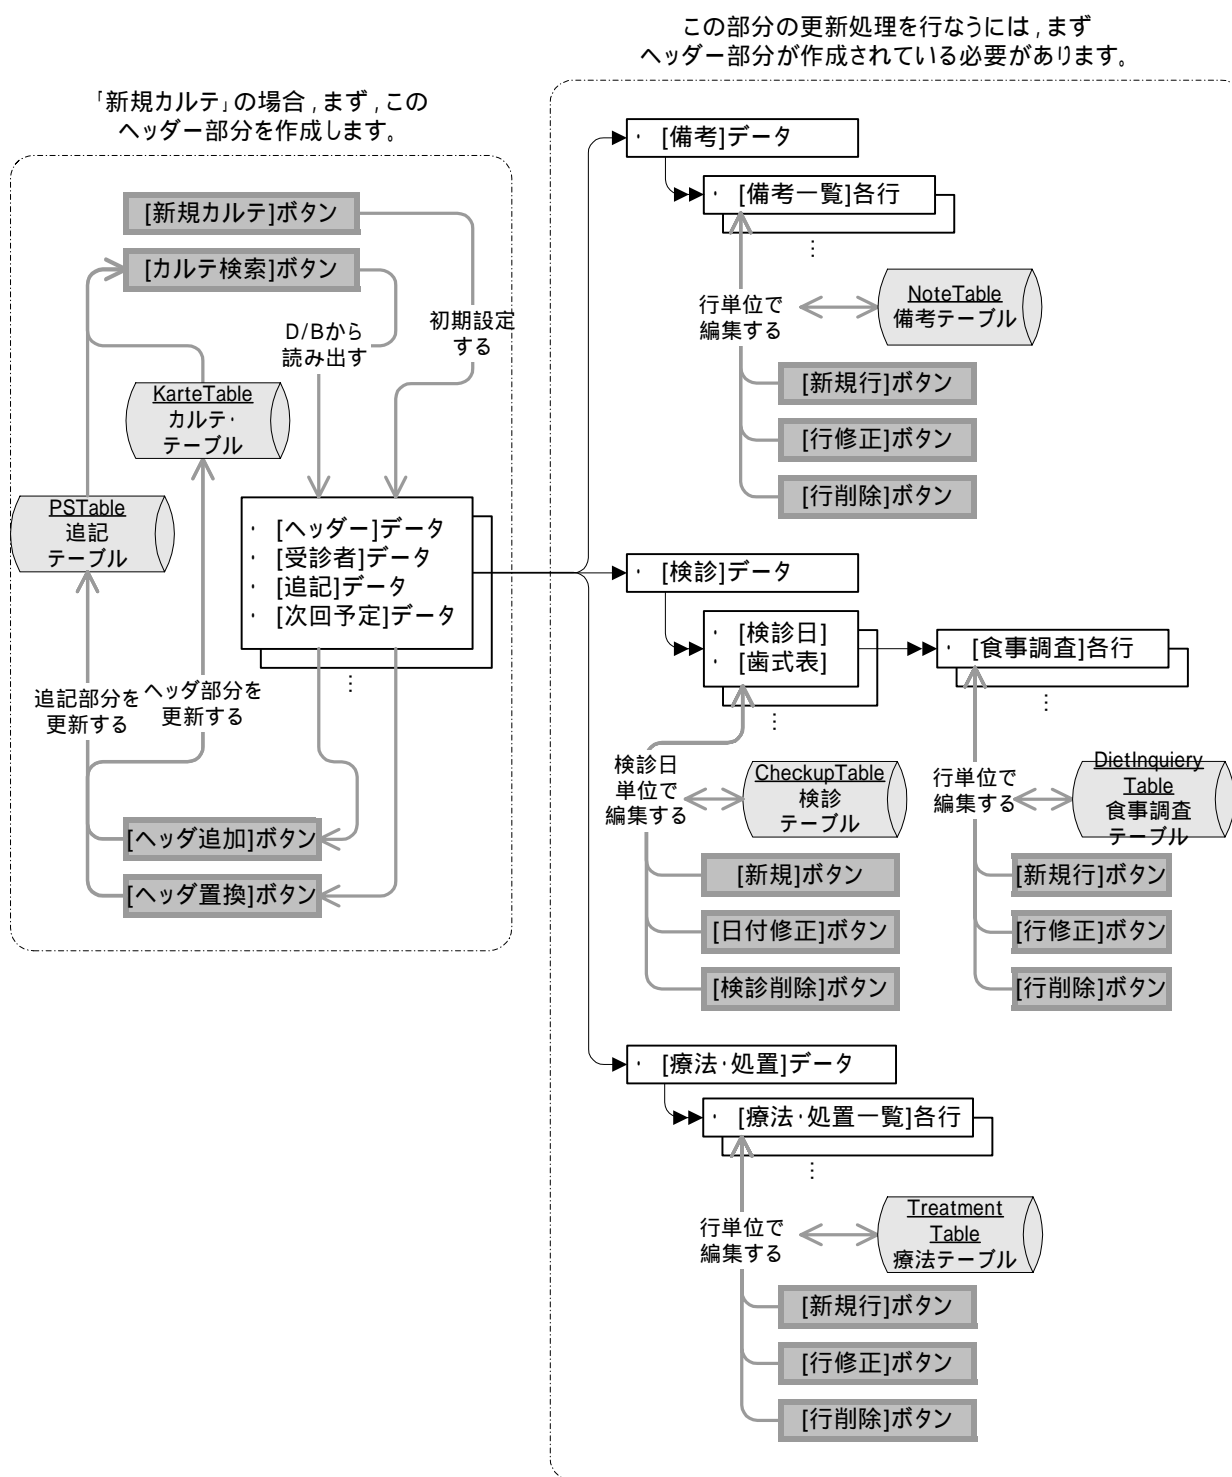 この部分の更新処理を行なうには，まず
ヘッダー部分が作成されている必要があります。
「新規カルテ」の場合，まず，この
ヘッダー部分を作成します。
[新規カルテ]ボタン
[カルテ検索]ボタン
D/Bから
読み出す
初期設定
する
KarteTable
カルテ・
テーブル
PSTable
追記
テーブル
・ [ヘッダー]データ
・ [受診者]データ
・ [追記]データ
・ [次回予定]データ
…
追記部分を
更新する
ヘッダ部分を
更新する
[ヘッダ追加]ボタン
[ヘッダ置換]ボタン
・ [備考]データ
・ [備考一覧]各行
…
行単位で
編集する
NoteTable
備考テーブル
[新規行]ボタン
[行修正]ボタン
[行削除]ボタン
・ [検診]データ
・ [検診日]
・ [歯式表]
…
検診日
単位で
編集する
CheckupTable
検診
テーブル
[新規]ボタン
[日付修正]ボタン
[検診削除]ボタン
・ [食事調査]各行
…
行単位で
編集する
DietInquiery
Table
食事調査
テーブル
[新規行]ボタン
[行修正]ボタン
[行削除]ボタン
・ [療法・処置]データ
・ [療法・処置一覧]各行
…
行単位で
編集する
Treatment
Table
療法テーブル
[新規行]ボタン
[行修正]ボタン
[行削除]ボタン